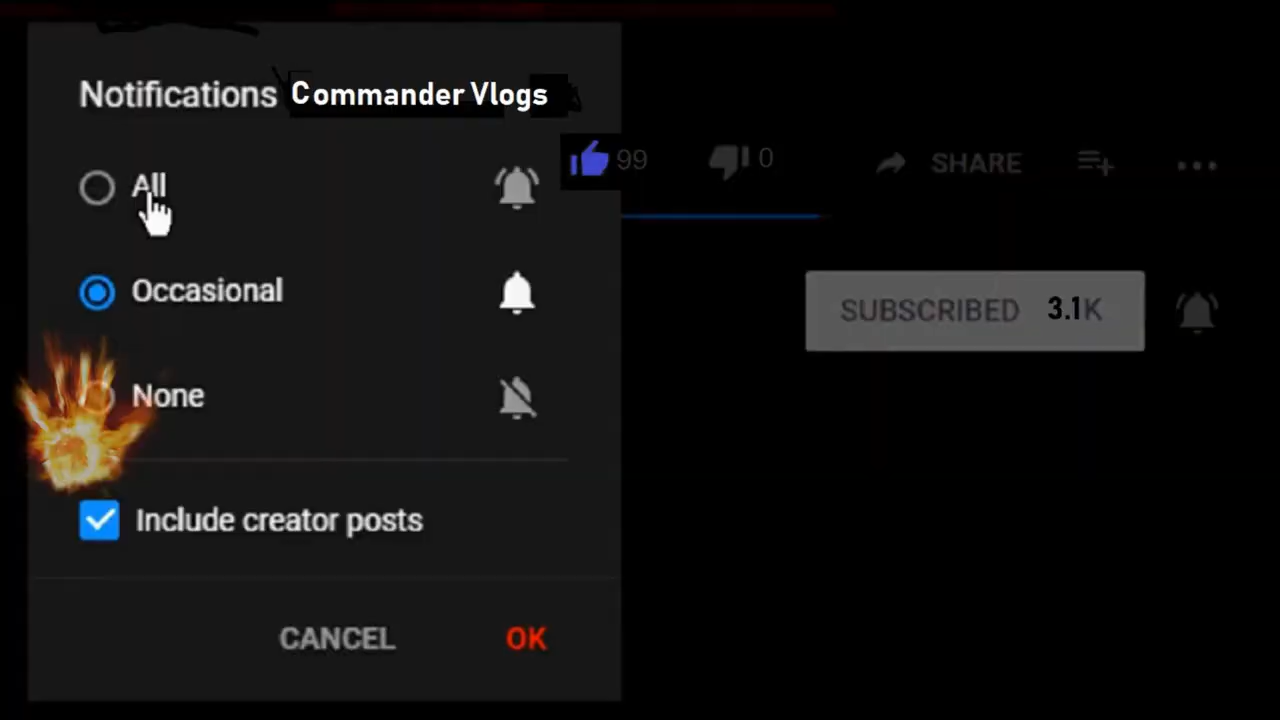 Notifications Commander Vlogs
All
Occasional
None
Include creator posts
CANCEL OK
99 0 SHARE
SUBSCRIBED 3.1K